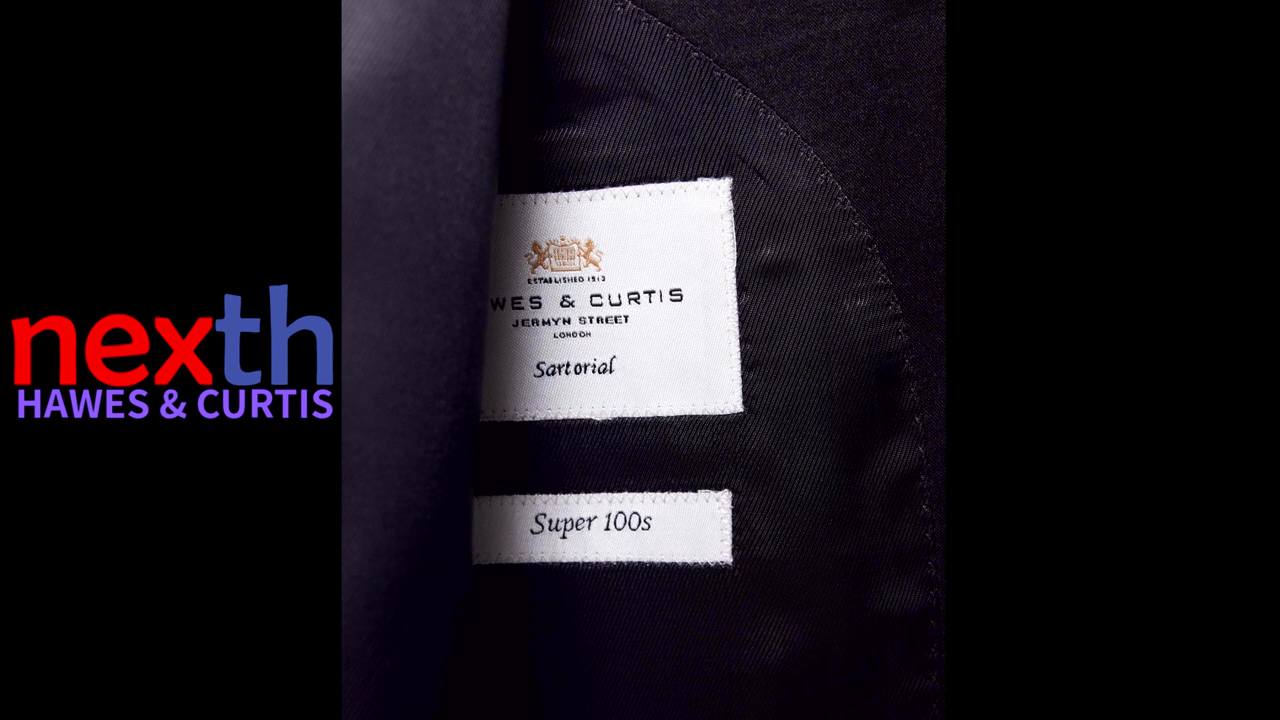 nexth
HAWES & CURTIS
ESTABLISHED 1913
WES & CURTIS
JERMYN STREET
LONDON
Sartorial
Super 100s